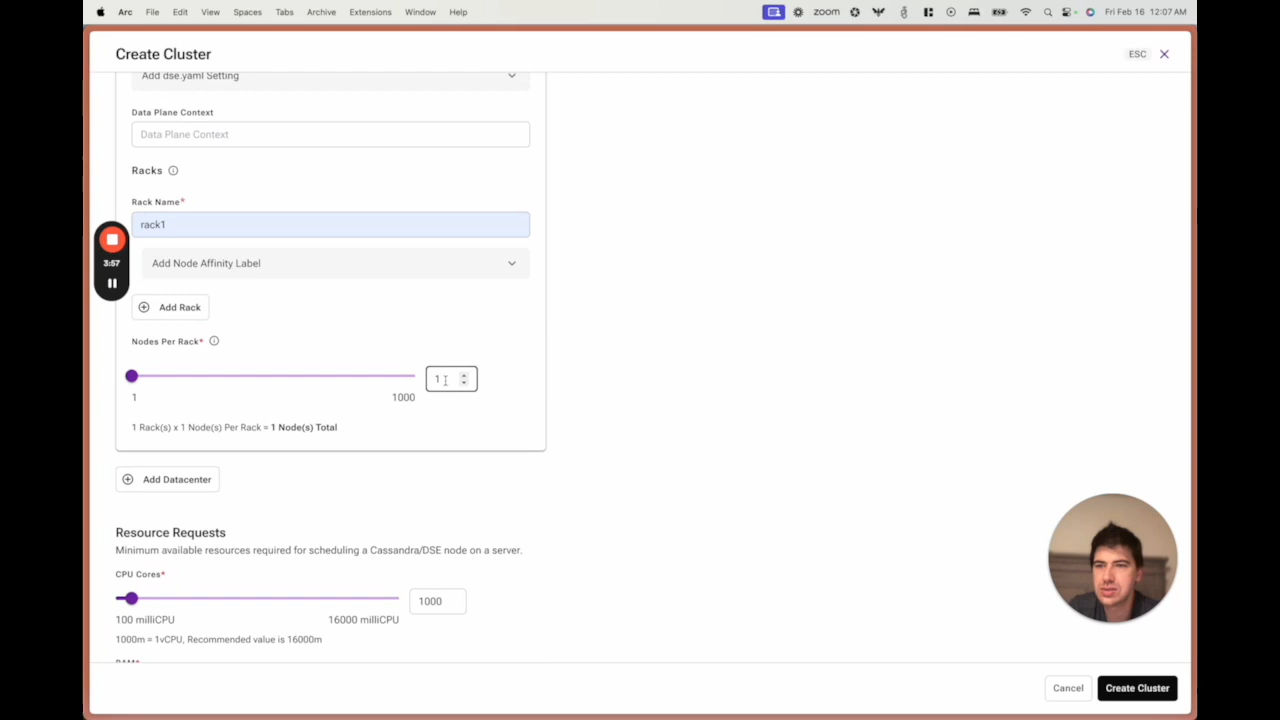 Arc File Edit View Spaces Tabs Archive Extensions Window Help zoom Fri Feb 16 12:07 AM
Create Cluster ESC
Add dse.yaml Setting
Data Plane Context
Data Plane Context
Racks
Rack Name*
rack1
3:57
Add Node Affinity Label
Add Rack
Nodes Per Rack*
1
1 1000
1 Rack(s) x 1 Node(s) Per Rack = 1 Node(s) Total
Add Datacenter
Resource Requests
Minimum available resources required for scheduling a Cassandra/DSE node on a server.
CPU Cores*
1000
100 milliCPU 16000 milliCPU
1000m = 1vCPU, Recommended value is 16000m
RAM*
Cancel Create Cluster